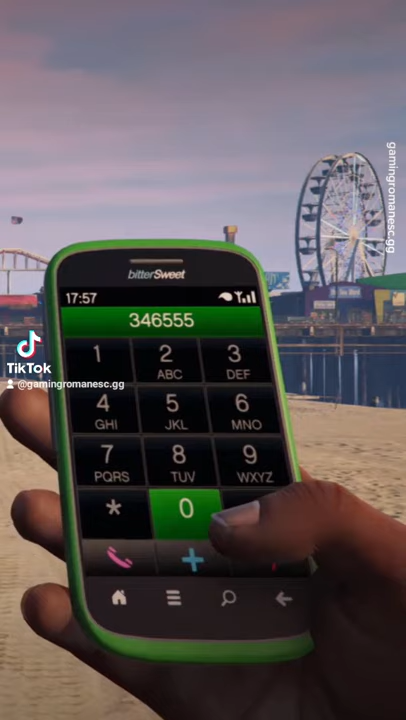 gamingromanesc.gg
bitterSweet
17:57
346555
1
2
3
ABC
DEF
4
5
6
GHI
JKL
MNO
7
8
9
PQRS
TUV
WXYZ
*
0
TikTok
@gamingromanesc.gg